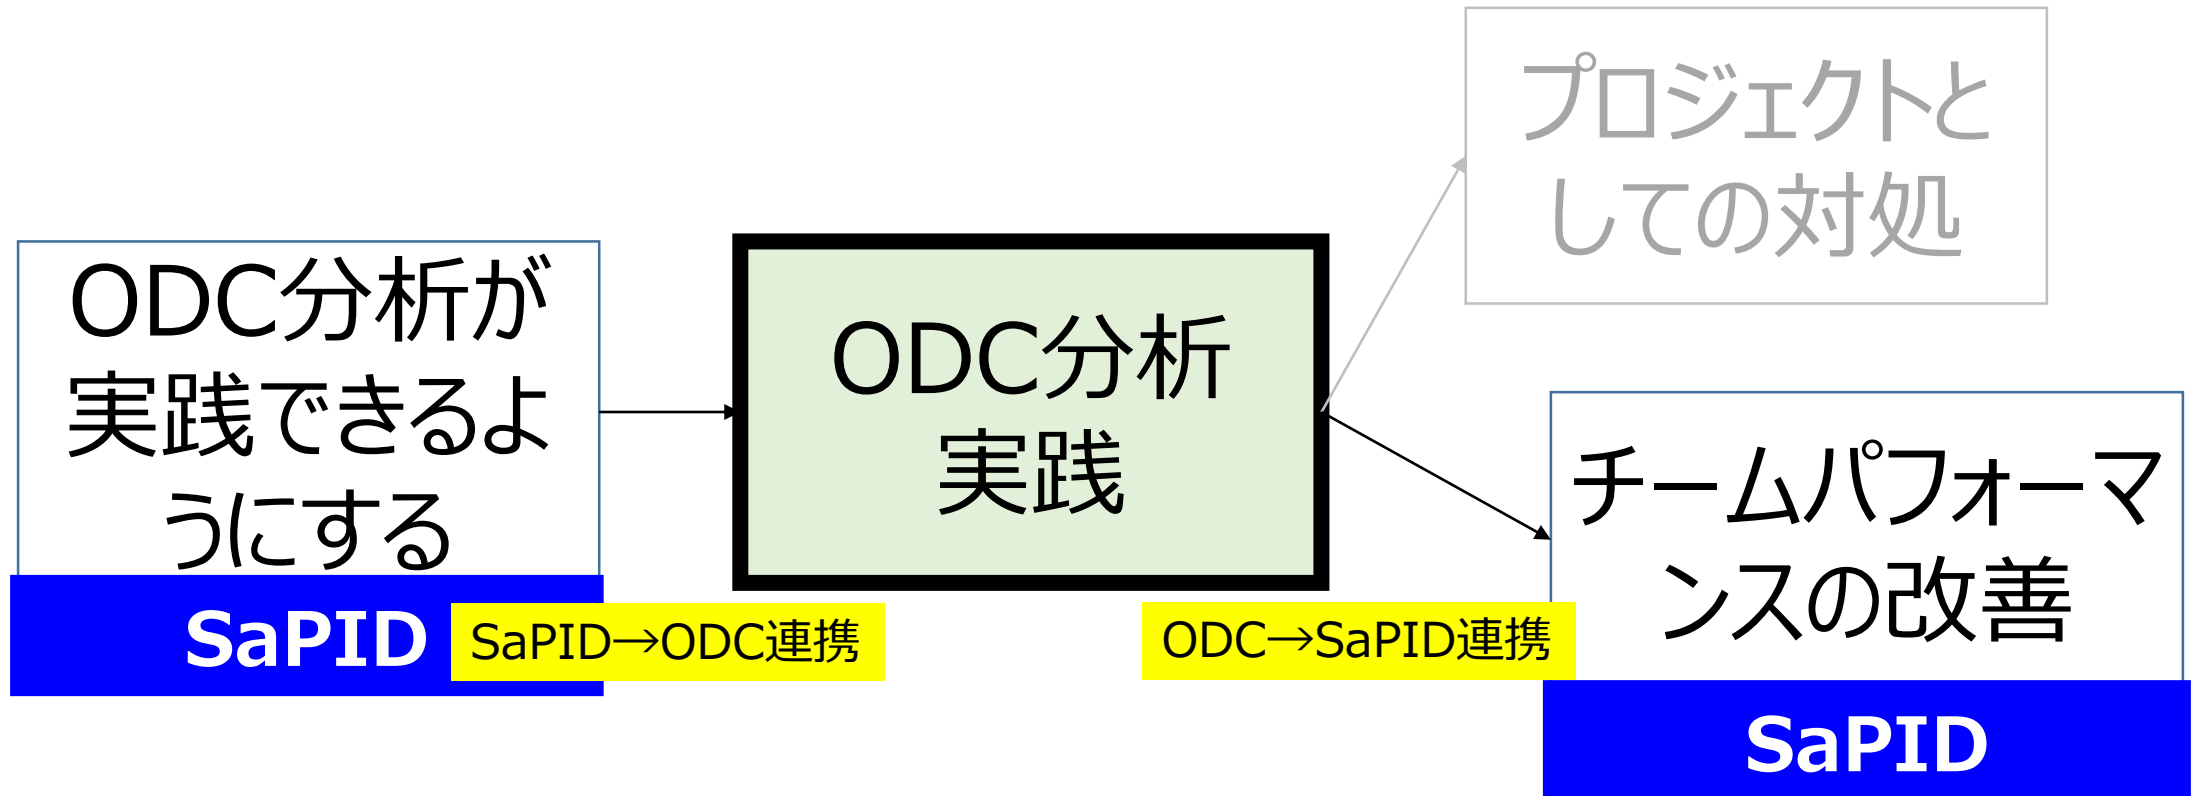 ODC分析が
実践できるよ
うにする
SaPID
SaPID→ODC連携
ODC分析
実践
ODC→SaPID連携
プロジェクトと
しての対処
チームパフォーマ
ンスの改善
SaPID